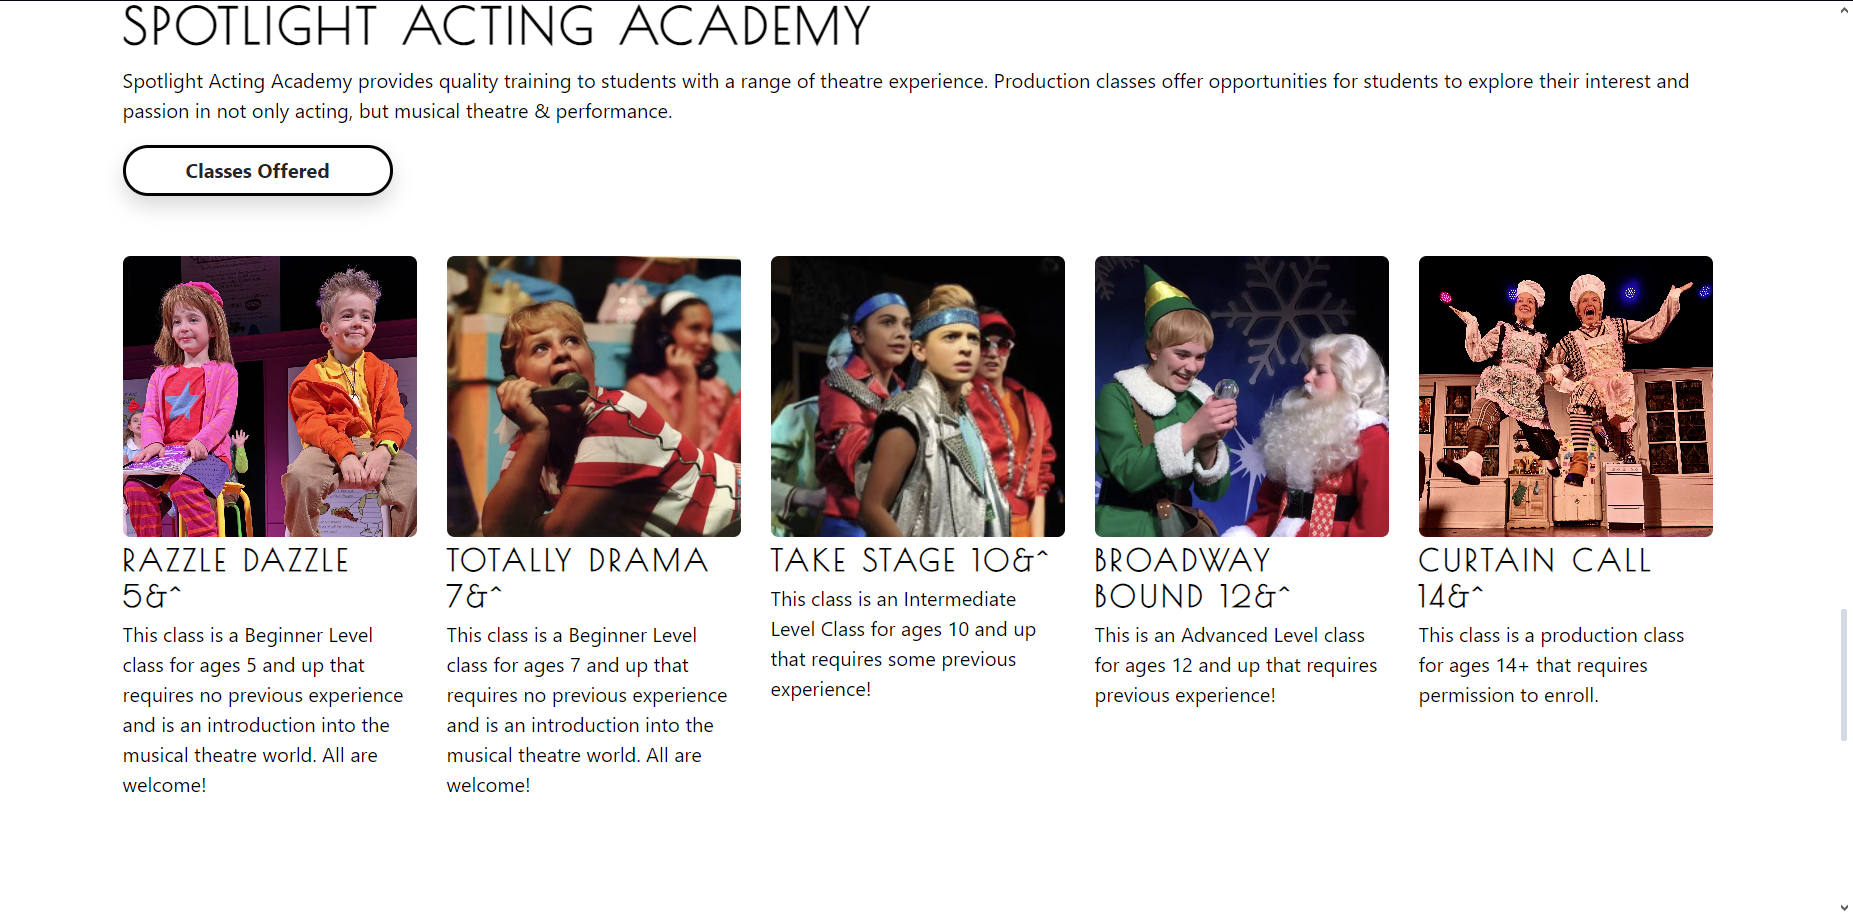 SPOTLIGHT ACTING ACADEMY
Spotlight Acting Academy provides quality training to students with a range of theatre experience. Production classes offer opportunities for students to explore their interest and
passion in not only acting, but musical theatre & performance.
Classes Offered
RAZZLE DAZZLE
5&^
This class is a Beginner Level
class for ages 5 and up that
requires no previous experience
and is an introduction into the
musical theatre world. All are
welcome!
TOTALLY DRAMA
7&^
This class is a Beginner Level
class for ages 7 and up that
requires no previous experience
and is an introduction into the
musical theatre world. All are
welcome!
TAKE STAGE 10&^
This class is an Intermediate
Level Class for ages 10 and up
that requires some previous
experience!
BROADWAY
BOUND 12&^
This is an Advanced Level class
for ages 12 and up that requires
previous experience!
CURTAIN CALL
14&^
This class is a production class
for ages 14+ that requires
permission to enroll.